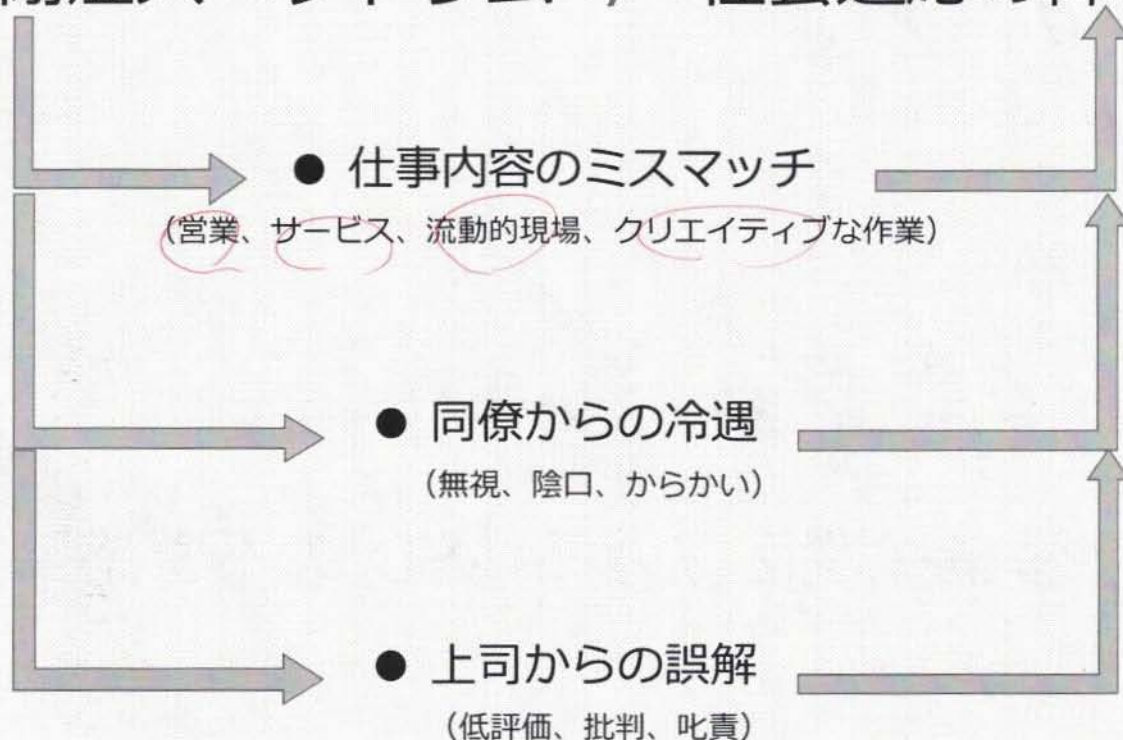 ● 仕事内容のミスマッチ
(営業、サービス、流動的現場、クリエイティブな作業)
● 同僚からの冷遇
(無視、陰口、からかい)
● 上司からの誤解
(低評価、批判、叱責)